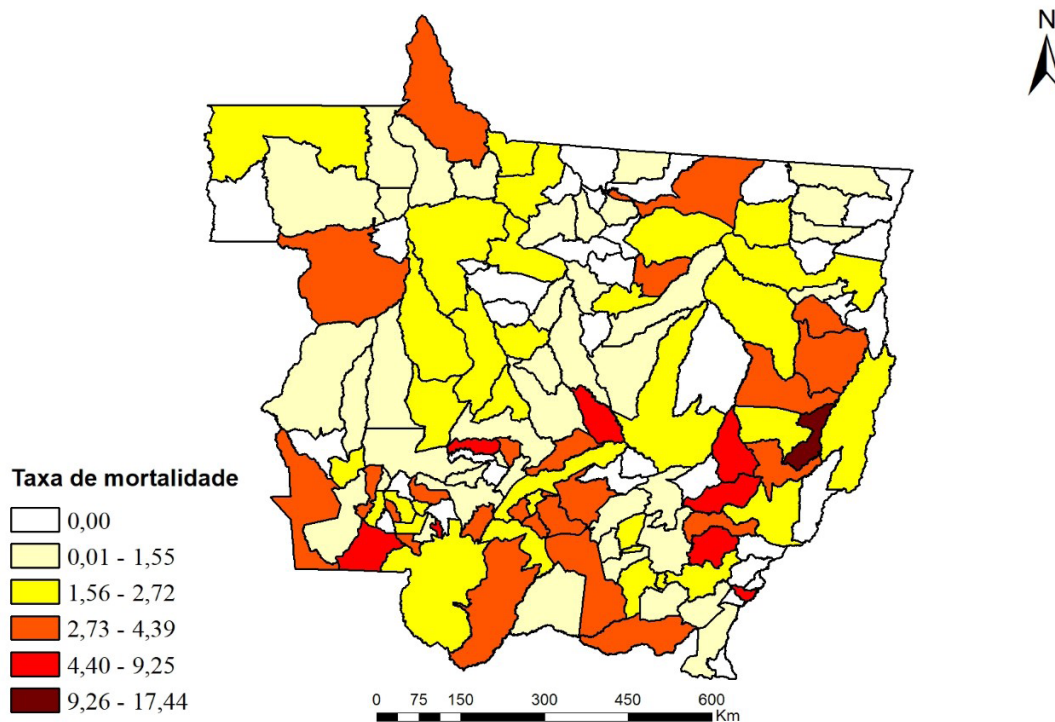 N
Taxa de mortalidade
0,00
0,01 - 1,55
1,56 - 2,72
2,73 - 4,39
4,40 - 9,25
9,26 - 17,44
0 75 150 300 450 600
Km